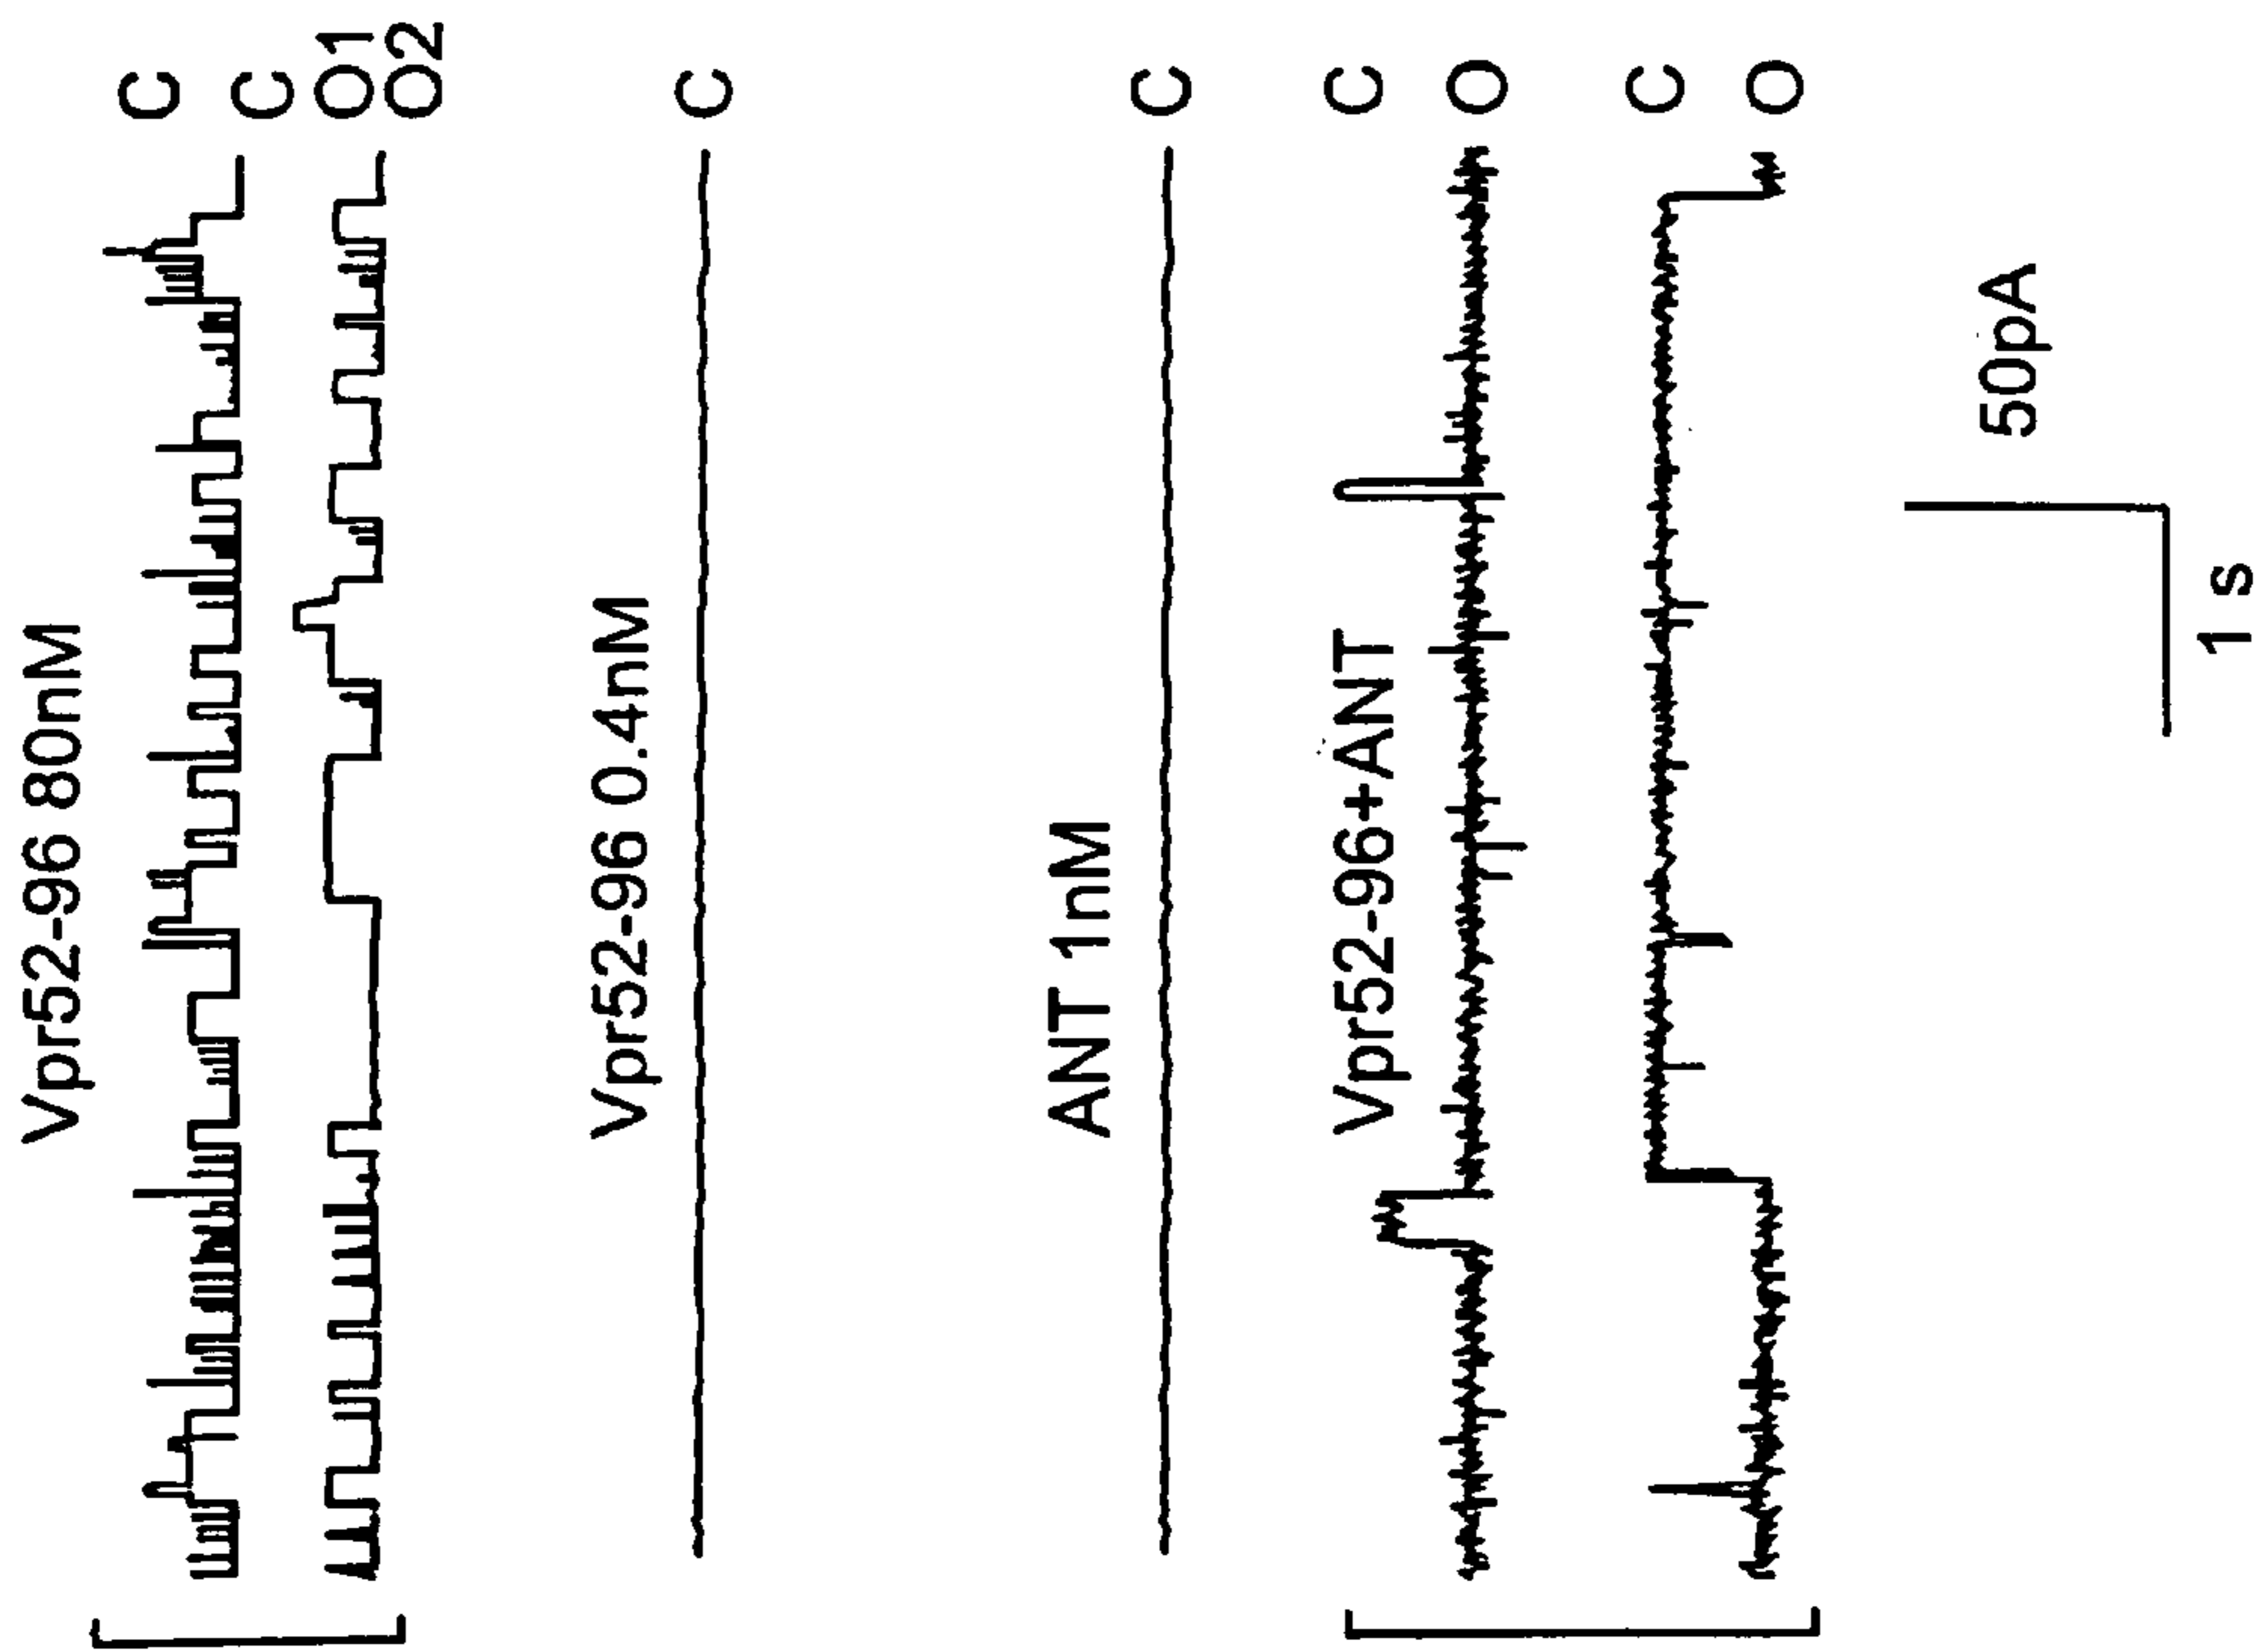 Vpr52-96 80nM
C
C
O1
O2
Vpr52-96 0.4nM
C
ANT 1nM
C
Vpr52-96+ANT
C
O
C
O
50pA
1 s